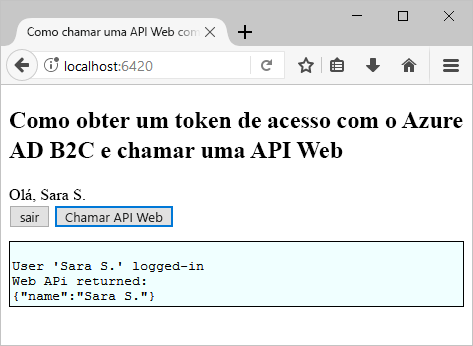 Como chamar uma API Web com
localhost:6420
Como obter um token de acesso com o Azure
AD B2C e chamar uma API Web
Olá, Sara S.
sair Chamar API Web
User 'Sara S.' logged-in
Web APi returned:
{"name":"Sara S."}